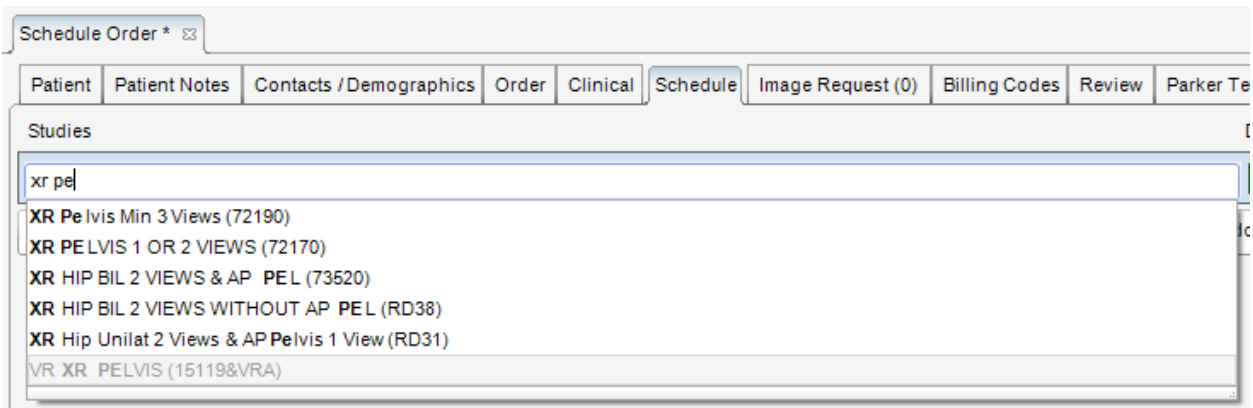 Schedule Order *
Patient Patient Notes Contacts / Demographics Order Clinical Schedule Image Request (0) Billing Codes Review Parker
Studies
xr pe
XR Pelvis Min 3 Views (72190)
XR PELVIS 1 OR 2 VIEWS (72170)
XR HIP BIL 2 VIEWS & AP PEL (73520)
XR HIP BIL 2 VIEWS WITHOUT AP PEL (RD38)
XR Hip Unilat 2 Views & AP Pelvis 1 View (RD31)
VR XR PELVIS (15119&VRA)